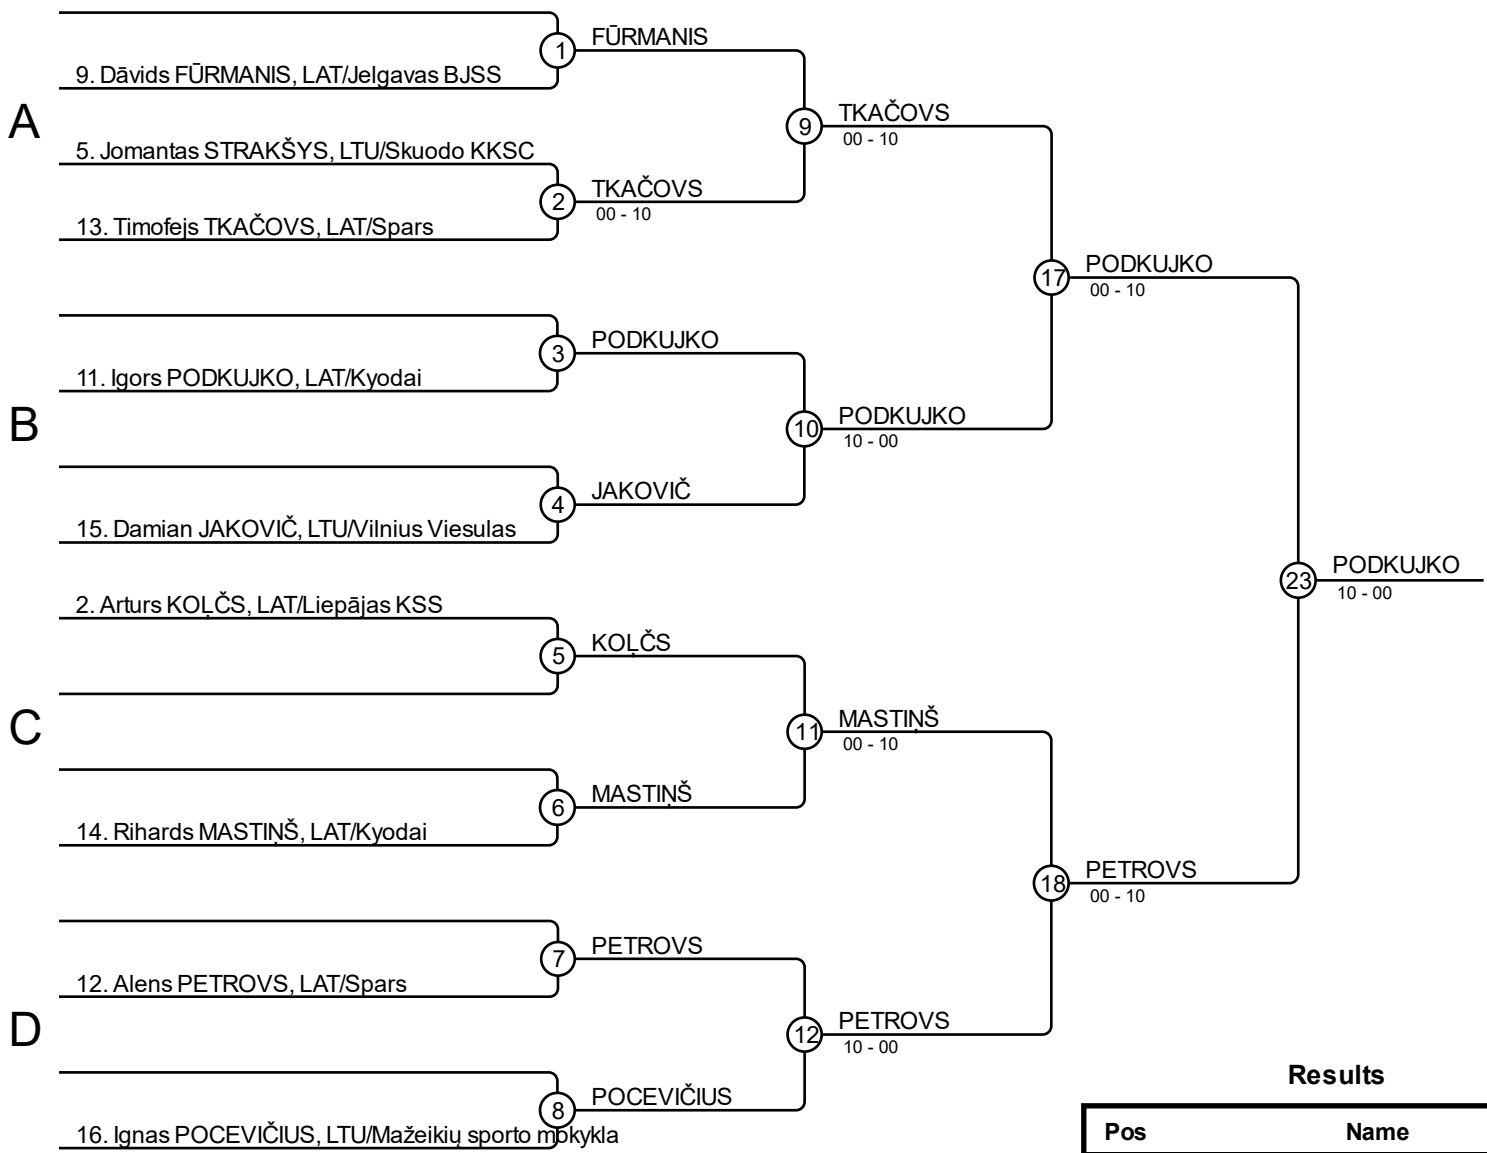 FŪRMANIS
1
9. Dāvids FŪRMANIS, LAT/Jelgavas BJSS
A
TKAČOVS
9
00 - 10
5. Jomantas STRAKŠYS, LTU/Skuodo KKSC
TKAČOVS
2
00 - 10
13. Timofejs TKAČOVS, LAT/Spars
PODKUJKO
17
00 - 10
PODKUJKO
3
11. Igors PODKUJKO, LAT/Kyodai
B
PODKUJKO
10
10 - 00
JAKOVIČ
4
15. Damian JAKOVIČ, LTU/Vilnius Viesulas
PODKUJKO
23
10 - 00
2. Arturs KOĻČS, LAT/Liepājas KSS
KOĻČS
5
C
MASTIŅŠ
11
00 - 10
MASTIŅŠ
6
14. Rihards MASTIŅŠ, LAT/Kyodai
PETROVS
18
00 - 10
PETROVS
7
12. Alens PETROVS, LAT/Spars
D
PETROVS
12
10 - 00
Results
POCEVIČIUS
8
16. Ignas POCEVIČIUS, LTU/Mažeikių sporto mokykla
Pos Name